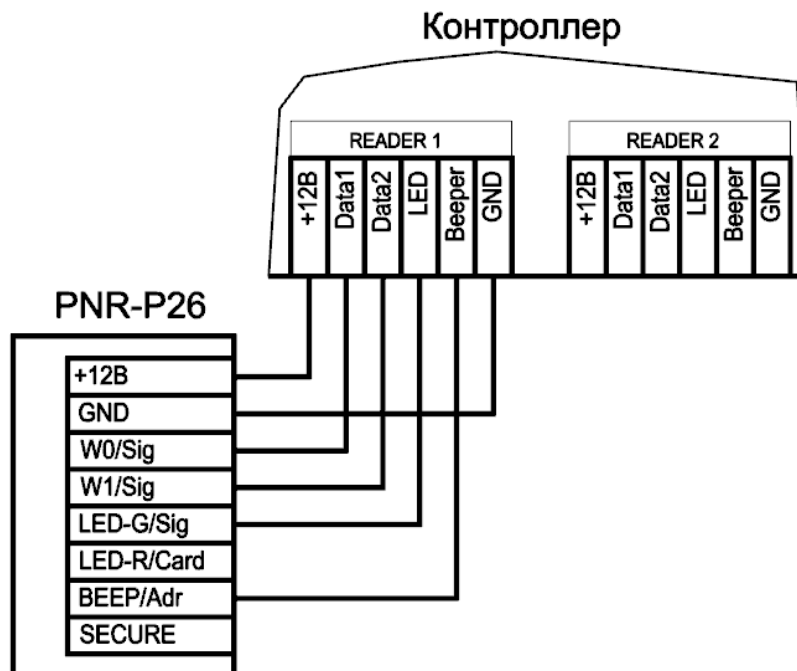 Контроллер
READER 1
READER 2
+12В
Data1
Data2
LED
Beeper
GND
+12В
Data1
Data2
LED
Beeper
GND
PNR-P26
+12В
GND
W0/Sig
W1/Sig
LED-G/Sig
LED-R/Card
BEEP/Adr
SECURE